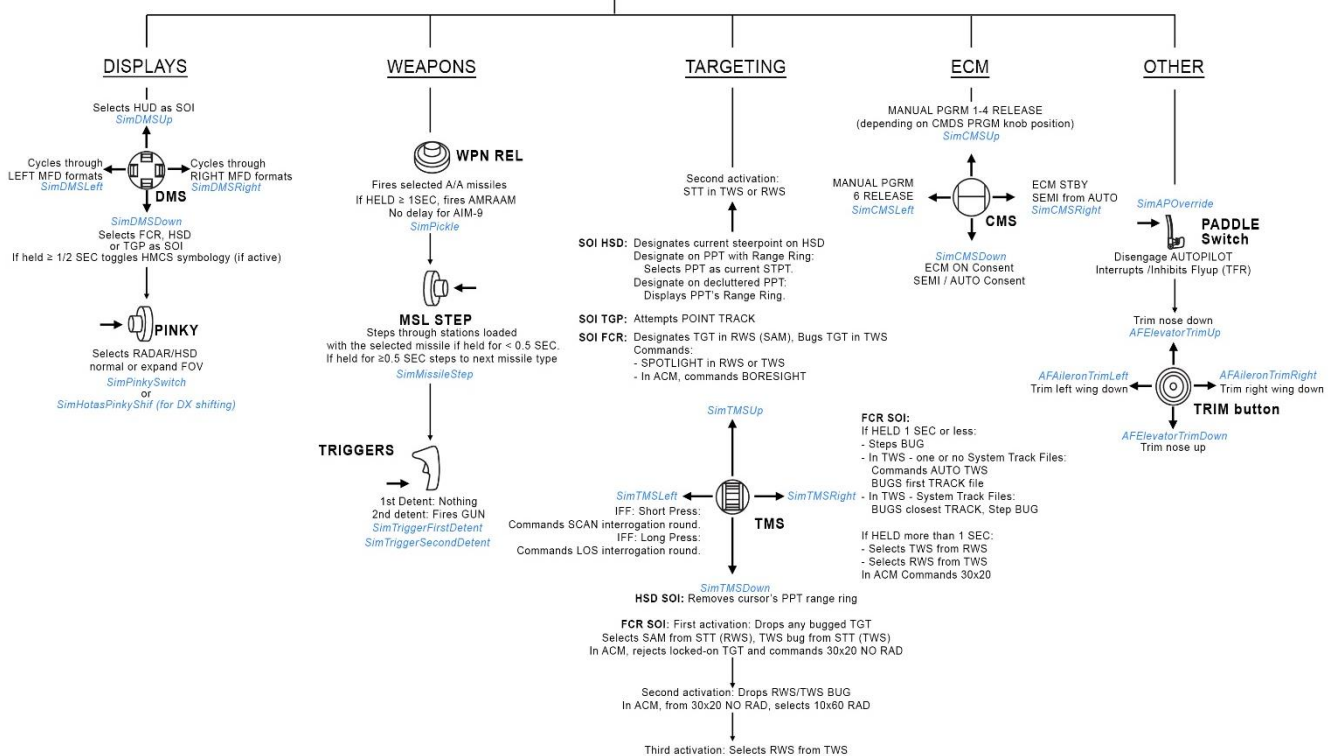 DISPLAYS
Selects HUD as SOI
SimDMSUp
Cycles through
LEFT MFD formats
SimDMSLeft
Cycles through
RIGHT MFD formats
SimDMSRight
DMS
SimDMSDown
Selects FCR, HSD
or TGP as SOI
If held ≥ 1/2 SEC toggles HMCS symbology (if active)
PINKY
Selects RADAR/HSD
normal or expand FOV
SimPinkySwitch
or
SimHotasPinkyShif (for DX shifting)
WEAPONS
WPN REL
Fires selected A/A missiles
If HELD ≥ 1SEC, fires AMRAAM
No delay for AIM-9
SimPickle
MSL STEP
Steps through stations loaded
with the selected missile if held for < 0.5 SEC.
If held for ≥0.5 SEC steps to next missile type
SimMissileStep
TRIGGERS
1st Detent: Nothing
2nd detent: Fires GUN
SimTriggerFirstDetent
SimTriggerSecondDetent
TARGETING
Second activation:
STT in TWS or RWS
SOI HSD: Designates current steerpoint on HSD
Designate on PPT with Range Ring:
Selects PPT as current STPT.
Designate on decluttered PPT:
Displays PPT's Range Ring.
SOI TGP: Attempts POINT TRACK
SOI FCR: Designates TGT in RWS (SAM), Bugs TGT in TWS
Commands:
- SPOTLIGHT in RWS or TWS
- In ACM, commands BORESIGHT
SimTMSUp
SimTMSLeft
IFF: Short Press:
Commands SCAN interrogation round.
IFF: Long Press:
Commands LOS interrogation round.
TMS
SimTMSRight
FCR SOI:
If HELD 1 SEC or less:
- Steps BUG
- In TWS - one or no System Track Files:
Commands AUTO TWS
BUGS first TRACK file
- In TWS - System Track Files:
BUGS closest TRACK, Step BUG
If HELD more than 1 SEC:
- Selects TWS from RWS
- Selects RWS from TWS
In ACM Commands 30x20
SimTMSDown
HSD SOI: Removes cursor's PPT range ring
FCR SOI: First activation: Drops any bugged TGT
Selects SAM from STT (RWS), TWS bug from STT (TWS)
In ACM, rejects locked-on TGT and commands 30x20 NO RAD
Second activation: Drops RWS/TWS BUG
In ACM, from 30x20 NO RAD, selects 10x60 RAD
Third activation: Selects RWS from TWS
ECM
MANUAL PGRM 1-4 RELEASE
(depending on CMDS PRGM knob position)
SimCMSUp
MANUAL PGRM
6 RELEASE
SimCMSLeft
ECM STBY
SEMI from AUTO
SimCMSRight
CMS
SimCMSDown
ECM ON Consent
SEMI / AUTO Consent
OTHER
SimAPOverride
PADDLE
Switch
Disengage AUTOPILOT
Interrupts /Inhibits Flyup (TFR)
Trim nose down
AFElevatorTrimUp
AFAileronTrimLeft
Trim left wing down
AFAileronTrimRight
Trim right wing down
TRIM button
AFElevatorTrimDown
Trim nose up